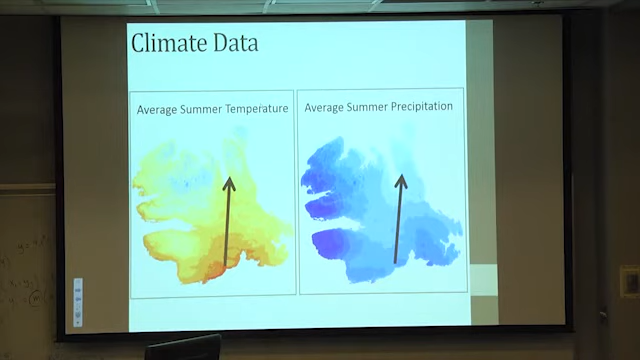 Climate Data
Average Summer Temperature
Average Summer Precipitation